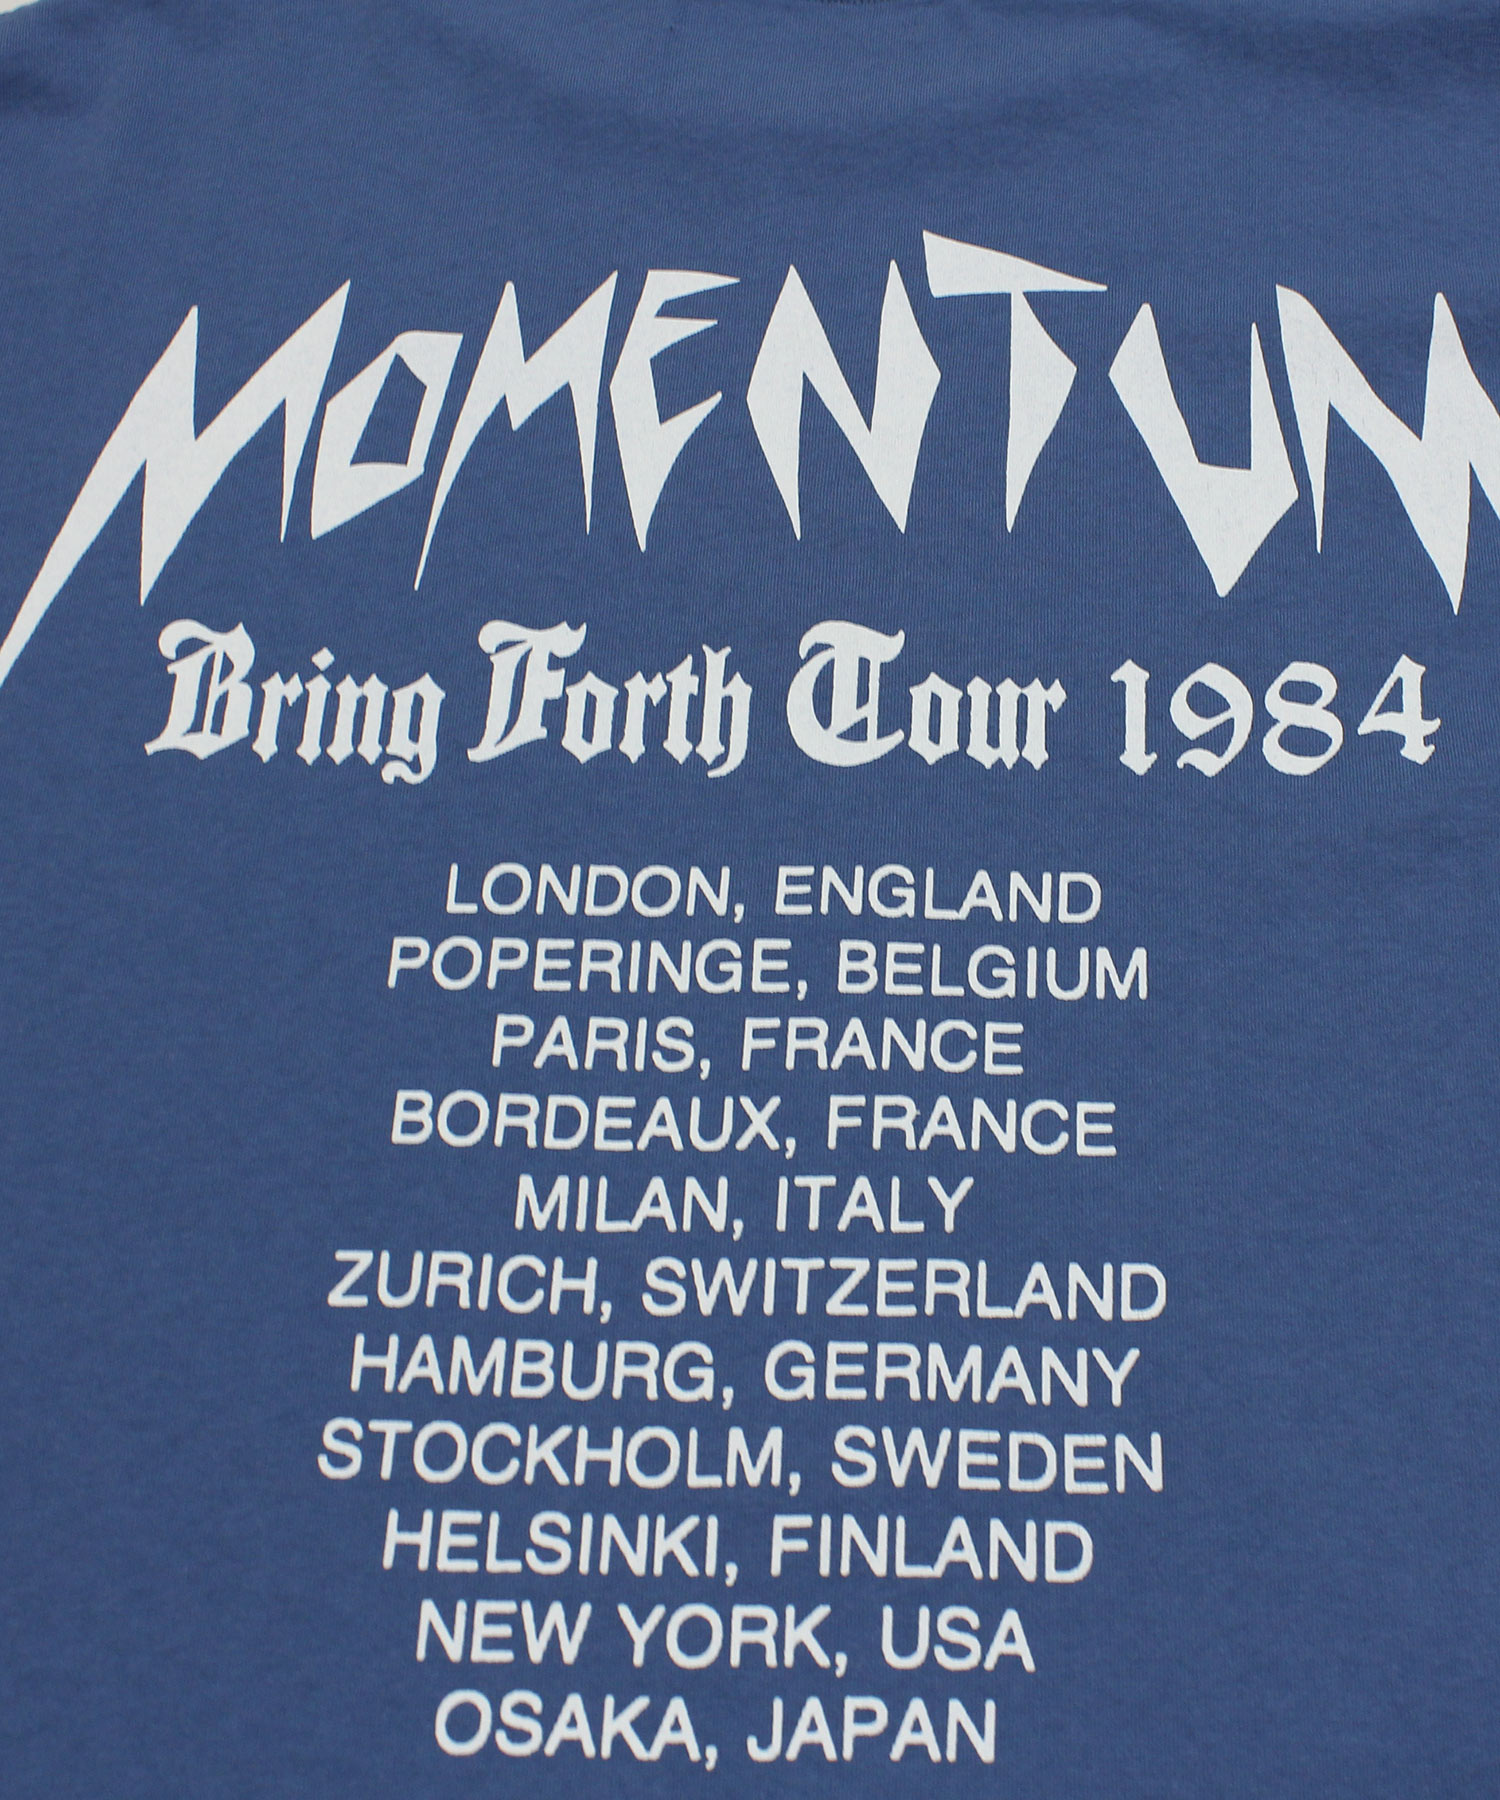 MOMENTUM
Bring Forth Tour 1984
LONDON, ENGLAND
POPERINGE, BELGIUM
PARIS, FRANCE
BORDEAUX, FRANCE
MILAN, ITALY
ZURICH, SWITZERLAND
HAMBURG, GERMANY
STOCKHOLM, SWEDEN
HELSINKI, FINLAND
NEW YORK, USA
OSAKA, JAPAN